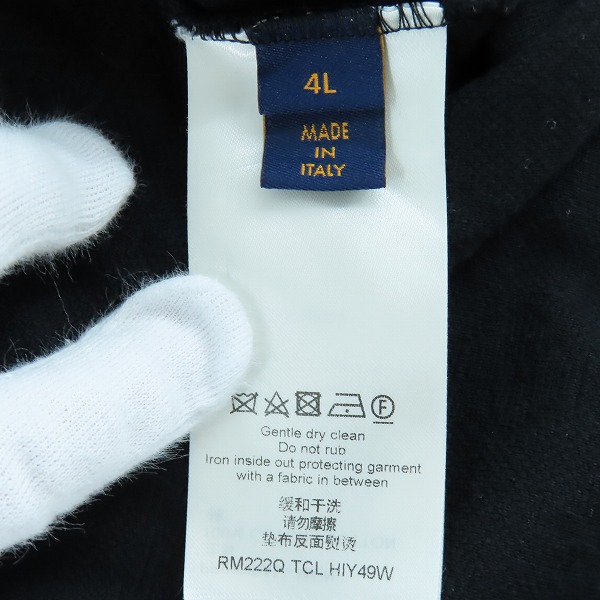 4L
MADE
IN
ITALY
F
Gentle dry clean
Do not rub
Iron inside out protecting garment
with a fabric in between
缓和干洗
请勿摩擦
垫布反面熨烫
RM222Q TCL HIY49W